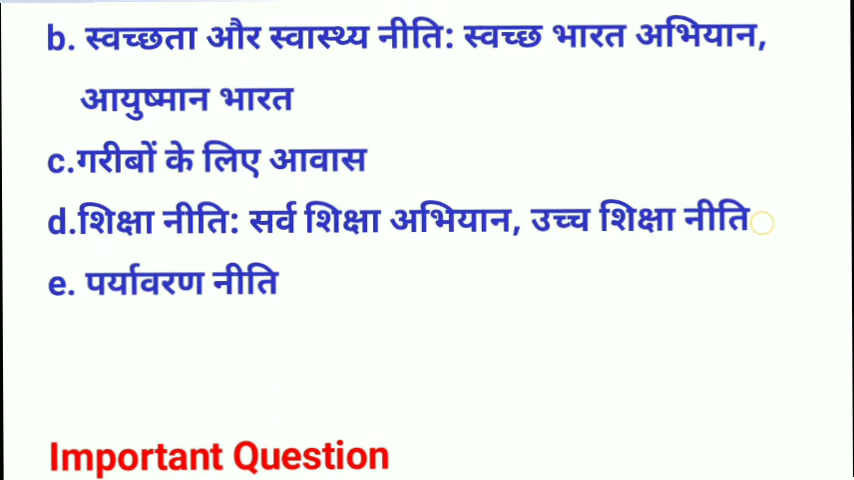 b. स्वच्छता और स्वास्थ्य नीति: स्वच्छ भारत अभियान,
आयुष्मान भारत
c.गरीबों के लिए आवास
d.शिक्षा नीति: सर्व शिक्षा अभियान, उच्च शिक्षा नीति
e. पर्यावरण नीति
Important Question